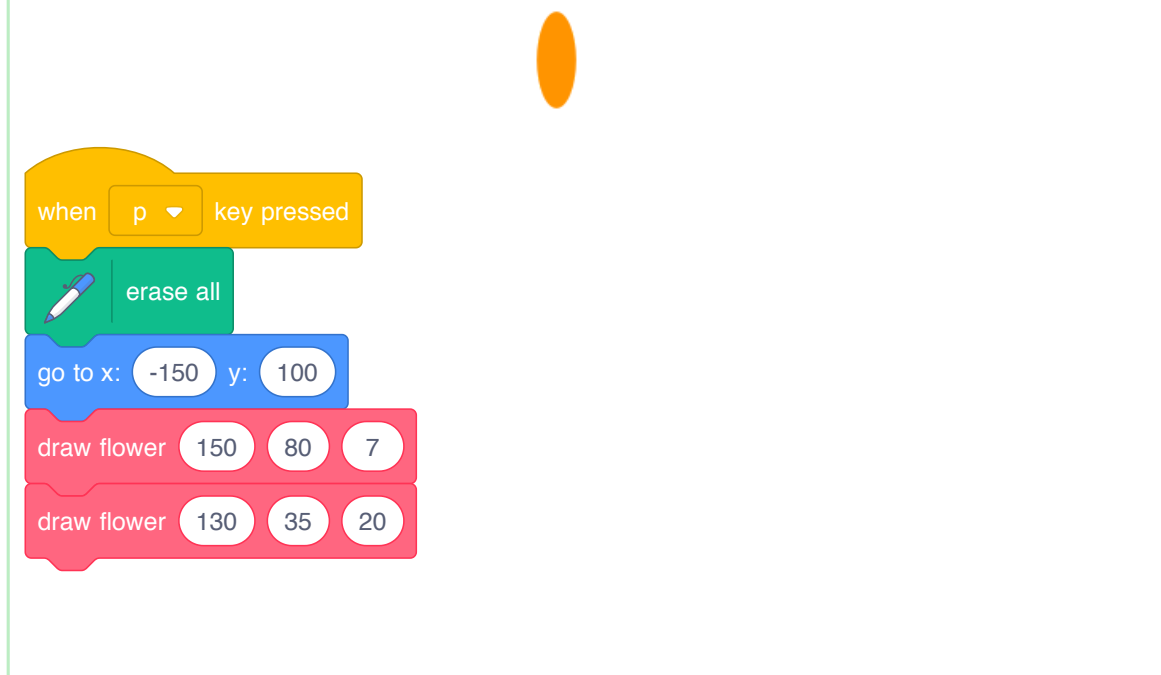 when p key pressed
erase all
go to x: -150 y: 100
draw flower 150 80 7
draw flower 130 35 20